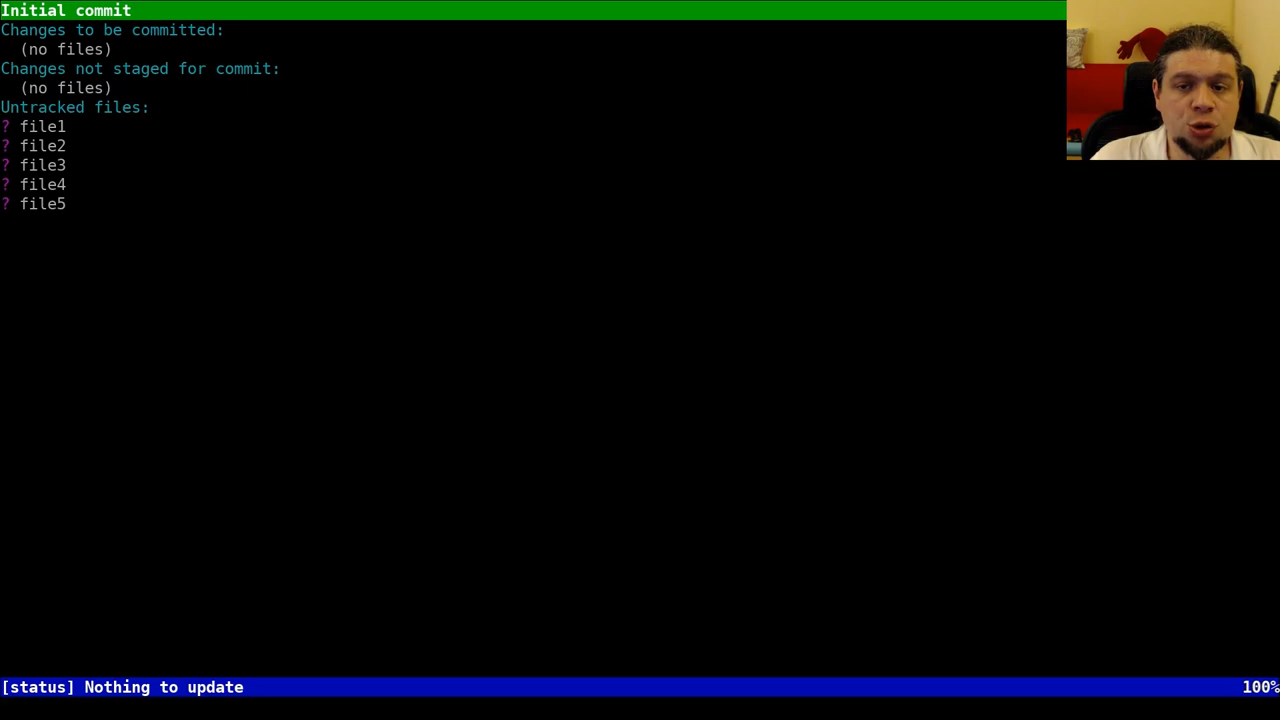 Initial commit
Changes to be committed:
(no files)
Changes not staged for commit:
(no files)
Untracked files:
? file1
? file2
? file3
? file4
? file5
[status] Nothing to update 100%